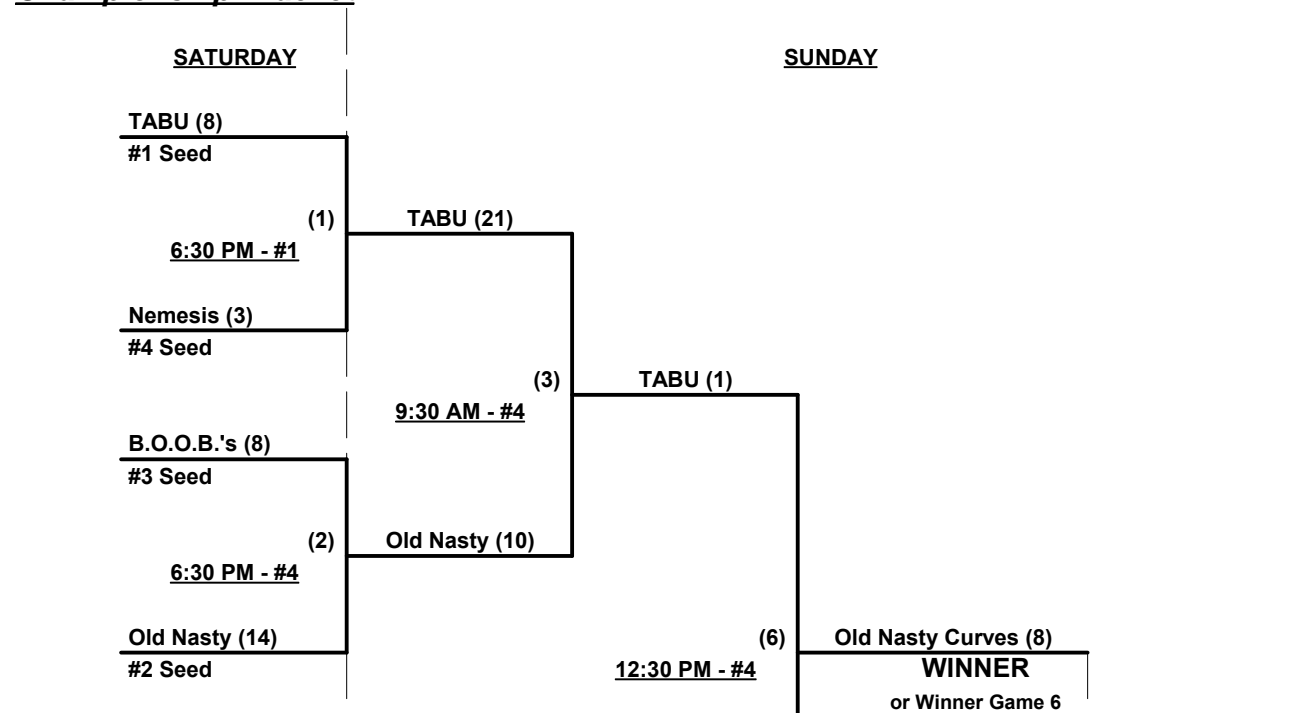 SATURDAY
SUNDAY
TABU (8)
#1 Seed
(1)
TABU (21)
6:30 PM - #1
Nemesis (3)
#4 Seed
(3)
TABU (1)
9:30 AM - #4
B.O.O.B.'s (8)
#3 Seed
(2)
Old Nasty (10)
6:30 PM - #4
Old Nasty (14)
#2 Seed
(6)
Old Nasty Curves (8)
12:30 PM - #4
WINNER
or Winner Game 6